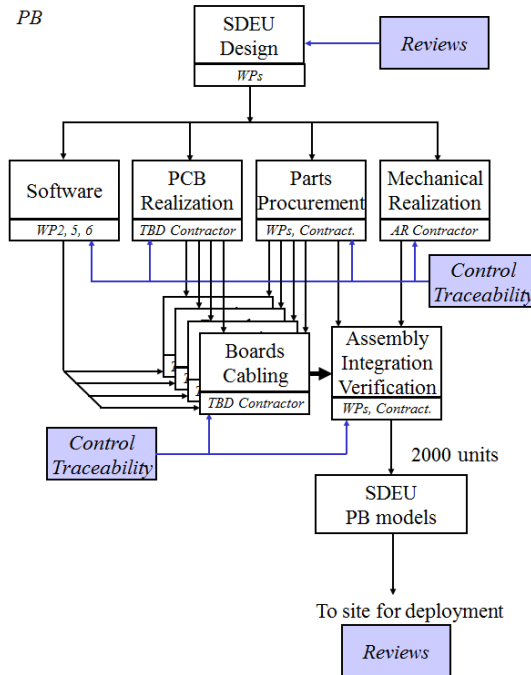 PB
SDEU
Design
WPs
Reviews
Software
WP2, 5, 6
PCB
Realization
TBD Contractor
Parts
Procurement
WPs, Contract.
Mechanical
Realization
AR Contractor
Control
Traceability
T
T
T
Boards
Cabling
TBD Contractor
Assembly
Integration
Verification
WPs, Contract.
Control
Traceability
2000 units
SDEU
PB models
To site for deployment
Reviews